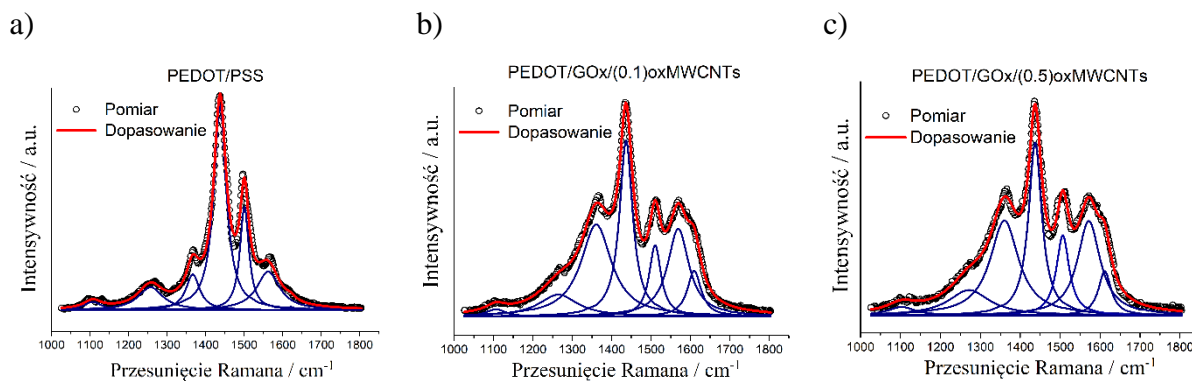 a)
PEDOT/PSS
Pomiar
Dopasowanie
Intensywność / a.u.
1000 1100 1200 1300 1400 1500 1600 1700 1800
Przesunięcie Ramana / cm-1
b)
PEDOT/GOx/(0.1)oxMWCNTs
Pomiar
Dopasowanie
Intensywność / a.u.
1000 1100 1200 1300 1400 1500 1600 1700 1800
Przesunięcie Ramana / cm-1
c)
PEDOT/GOx/(0.5)oxMWCNTs
Pomiar
Dopasowanie
Intensywność / a.u.
1000 1100 1200 1300 1400 1500 1600 1700 1800
Przesunięcie Ramana / cm-1